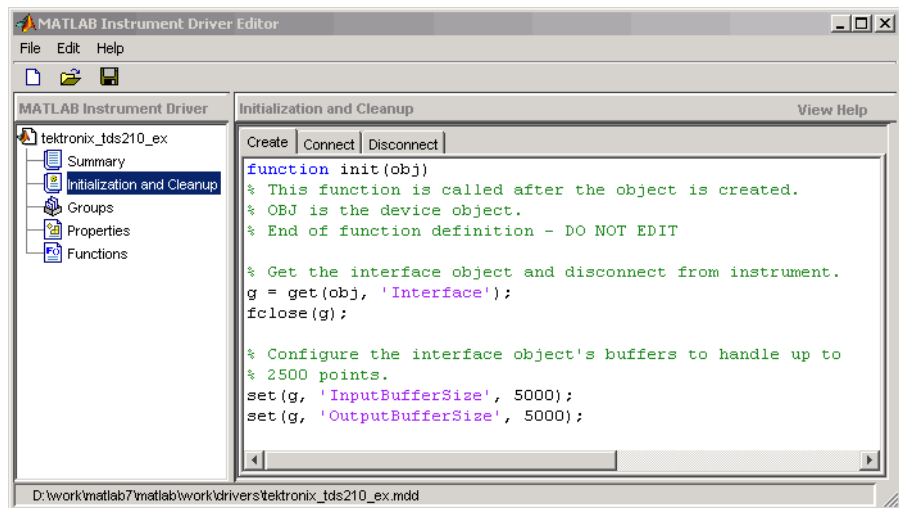 MATLAB Instrument Driver Editor
File Edit Help
MATLAB Instrument Driver
Initialization and Cleanup
View Help
tektronix_tds210_ex
Summary
Initialization and Cleanup
Groups
Properties
Functions
Create Connect Disconnect
function init(obj)
% This function is called after the object is created.
% OBJ is the device object.
% End of function definition - DO NOT EDIT
% Get the interface object and disconnect from instrument.
g = get(obj, 'Interface');
fclose(g);
% Configure the interface object's buffers to handle up to
% 2500 points.
set(g, 'InputBufferSize', 5000);
set(g, 'OutputBufferSize', 5000);
D:\work\matlab7\matlab\work\drivers\tektronix_tds210_ex.mdd